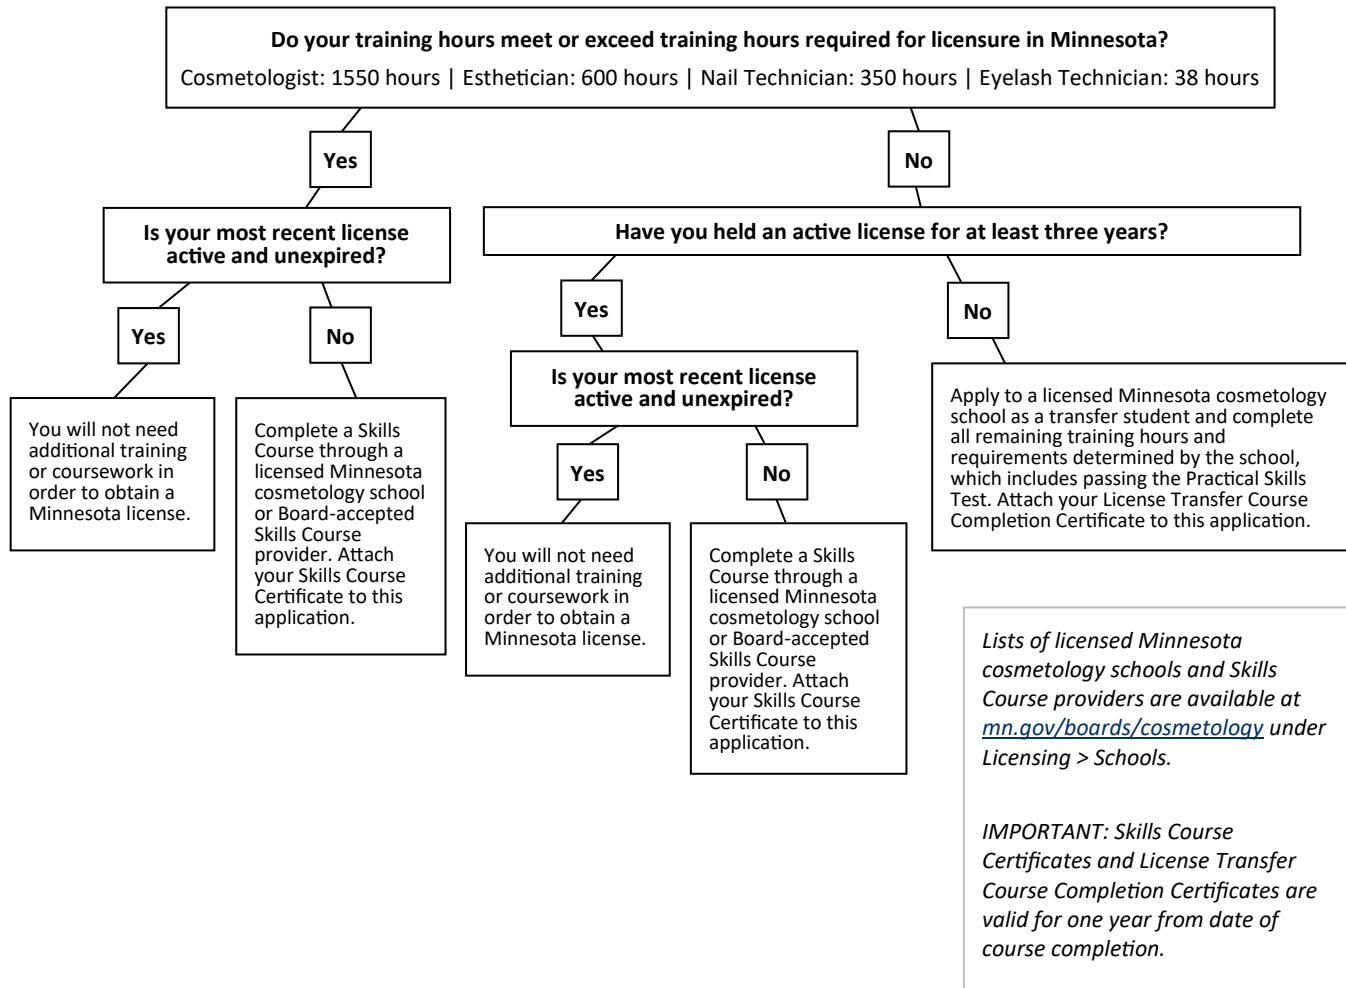 Do your training hours meet or exceed training hours required for licensure in Minnesota?
Cosmetologist: 1550 hours | Esthetician: 600 hours | Nail Technician: 350 hours | Eyelash Technician: 38 hours
Yes
No
Is your most recent license
active and unexpired?
Have you held an active license for at least three years?
Yes
No
Yes
No
You will not need
additional training
or coursework in
order to obtain a
Minnesota license.
Complete a Skills
Course through a
licensed Minnesota
cosmetology school
or Board-accepted
Skills Course
provider. Attach
your Skills Course
Certificate to this
application.
Is your most recent license
active and unexpired?
Yes
No
You will not need
additional training
or coursework in
order to obtain a
Minnesota license.
Complete a Skills
Course through a
licensed Minnesota
cosmetology school
or Board-accepted
Skills Course
provider. Attach
your Skills Course
Certificate to this
application.
Apply to a licensed Minnesota cosmetology
school as a transfer student and complete
all remaining training hours and
requirements determined by the school,
which includes passing the Practical Skills
Test. Attach your License Transfer Course
Completion Certificate to this application.
Lists of licensed Minnesota
cosmetology schools and Skills
Course providers are available at
mn.gov/boards/cosmetology under
Licensing > Schools.
IMPORTANT: Skills Course
Certificates and License Transfer
Course Completion Certificates are
valid for one year from date of
course completion.